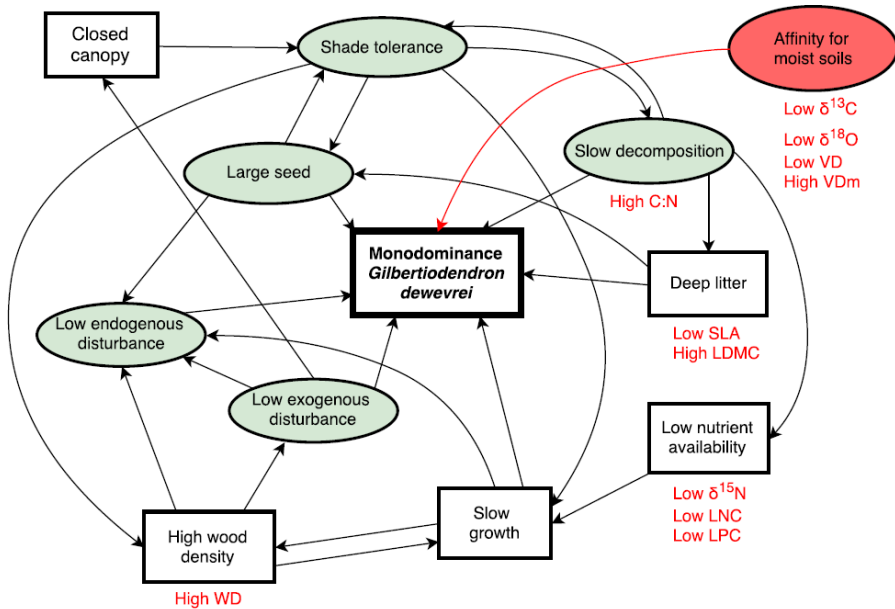 Closed
canopy
Shade tolerance
Affinity for
moist soils
Low δ¹³C
Low δ¹⁸O
Low VD
High VDm
Large seed
Slow decomposition
High C:N
Monodominance
Gilbertiodendron
dewevrei
Deep litter
Low SLA
High LDMC
Low endogenous
disturbance
Low exogenous
disturbance
Low nutrient
availability
Low δ¹⁵N
Low LNC
Low LPC
Slow
growth
High wood
density
High WD